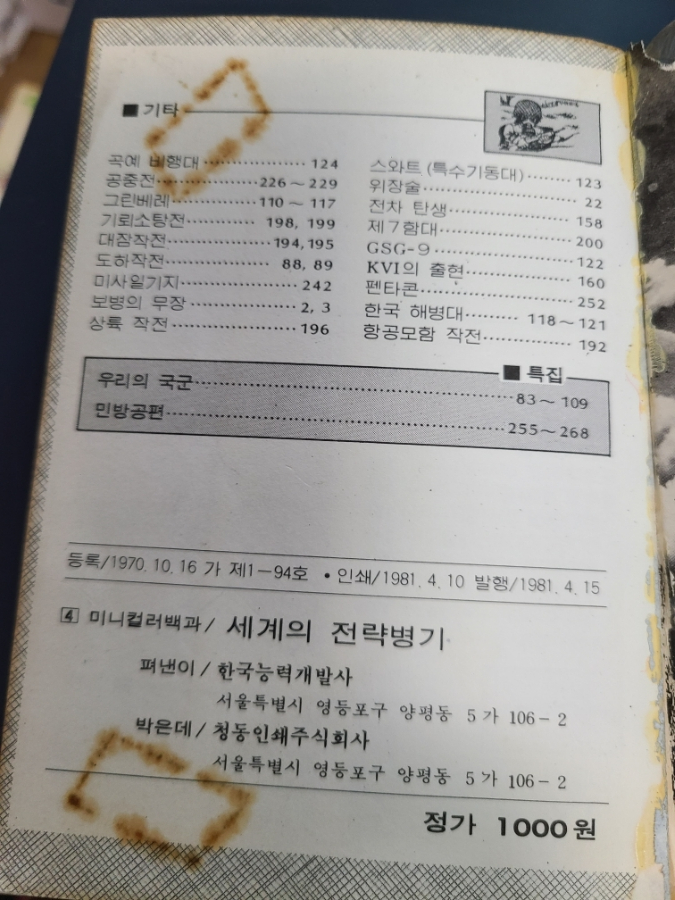 ■ 기타
곡예 비행대 124
공중전 226～229
그린베레 110～117
기뢰소탕전 198, 199
대잠작전 194, 195
도하작전 88, 89
미사일기지 242
보병의 무장 2, 3
상륙 작전 196
스와트 (특수기동대) 123
위장술 22
전차 탄생 158
제 7 함대 200
GSG-9 122
KVI의 출현 160
펜타콘 252
한국 해병대 118～121
항공모함 작전 192
■ 특집
우리의 국군 83～109
민방공편 255～268
등록/1970. 10. 16 가 제1-94호 • 인쇄/1981. 4. 10 발행/1981. 4. 15
4 미니컬러백과/ 세계의 전략병기
펴낸이/ 한국능력개발사
서울특별시 영등포구 양평동 5가 106-2
박은데/ 청동인쇄주식회사
서울특별시 영등포구 양평동 5가 106-2
정가 1000원